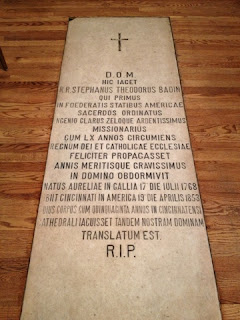 D.O.M
HIC IACET
R.R. STEPHANUS THEODORUS BADIN
QUI PRIMUS
IN FOEDERATIS STATIBUS AMERICAE
SACERDOS ORDINATUS
INGENIO CLARUS ZELOQUE ARDENTISSIMUS
MISSIONARIUS
CUM LX ANNOS CIRCUMIENS
REGNUM DEI ET CATHOLICAE ECCLESIAE
FELICITER PROPAGASSET
ANNIS MERITISQUE GRAVISSIMUS
IN DOMINO OBDORMIVIT
NATUS AURELIAE IN GALLIA 17 DIE IULII 1768
OBIIT CINCINNATI IN AMERICA 19 DIE APRILIS 1853
EIUS CORPUS CUM QUINQUAGINTA ANNIS IN CINCINNATENSI
CATHEDRALI IACUISSET TANDEM NOSTRAM DOMINAM
TRANSLATUM EST.
R.I.P.